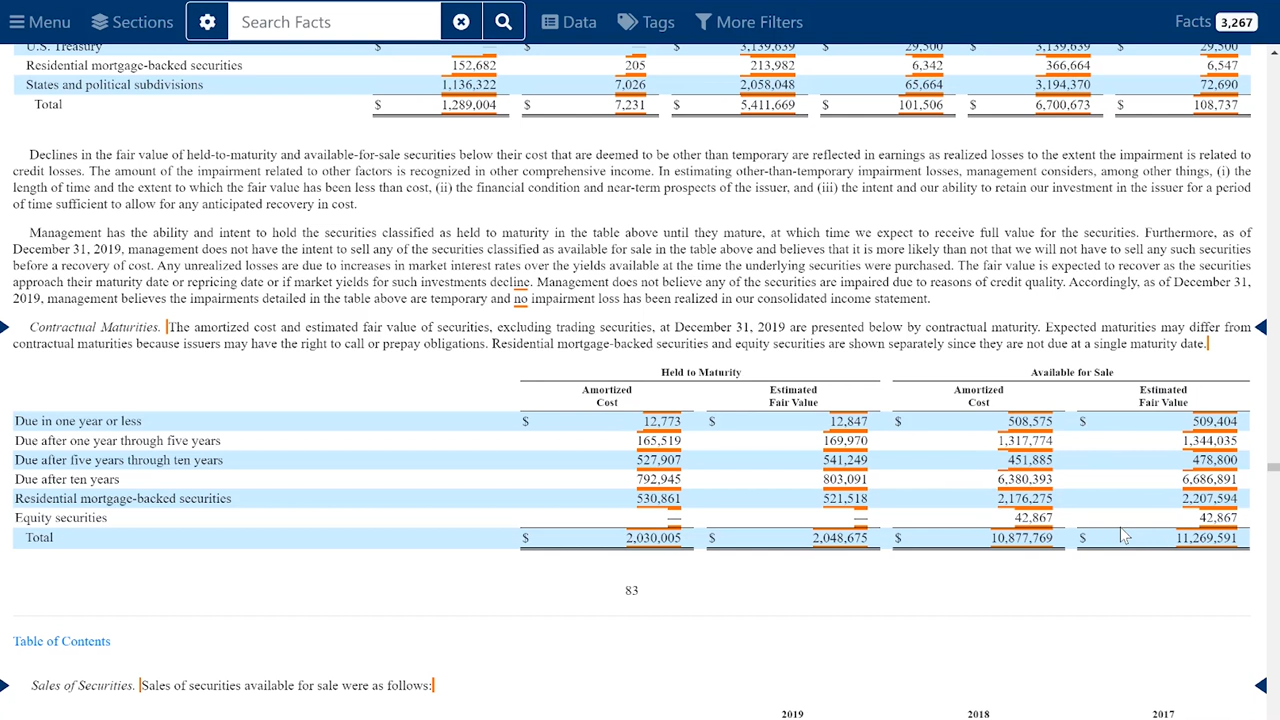 Menu Sections Search Facts Data Tags More Filters Facts 3,267
U.S. Treasury $ — $ — $ 3,139,639 $ 29,500 $ 3,139,639 $ 29,500
Residential mortgage-backed securities 152,682 205 213,982 6,342 366,664 6,547
States and political subdivisions 1,136,322 7,026 2,058,048 65,664 3,194,370 72,690
Total $ 1,289,004 $ 7,231 $ 5,411,669 $ 101,506 $ 6,700,673 $ 108,737
Declines in the fair value of held-to-maturity and available-for-sale securities below their cost that are deemed to be other than temporary are reflected in earnings as realized losses to the extent the impairment is related to
credit losses. The amount of the impairment related to other factors is recognized in other comprehensive income. In estimating other-than-temporary impairment losses, management considers, among other things, (i) the
length of time and the extent to which the fair value has been less than cost, (ii) the financial condition and near-term prospects of the issuer, and (iii) the intent and our ability to retain our investment in the issuer for a period
of time sufficient to allow for any anticipated recovery in cost.
Management has the ability and intent to hold the securities classified as held to maturity in the table above until they mature, at which time we expect to receive full value for the securities. Furthermore, as of
December 31, 2019, management does not have the intent to sell any of the securities classified as available for sale in the table above and believes that it is more likely than not that we will not have to sell any such securities
before a recovery of cost. Any unrealized losses are due to increases in market interest rates over the yields available at the time the underlying securities were purchased. The fair value is expected to recover as the securities
approach their maturity date or repricing date or if market yields for such investments decline. Management does not believe any of the securities are impaired due to reasons of credit quality. Accordingly, as of December 31,
2019, management believes the impairments detailed in the table above are temporary and no impairment loss has been realized in our consolidated income statement.
Contractual Maturities. The amortized cost and estimated fair value of securities, excluding trading securities, at December 31, 2019 are presented below by contractual maturity. Expected maturities may differ from
contractual maturities because issuers may have the right to call or prepay obligations. Residential mortgage-backed securities and equity securities are shown separately since they are not due at a single maturity date.
Held to Maturity Available for Sale
Amortized Estimated Amortized Estimated
Cost Fair Value Cost Fair Value
Due in one year or less $ 12,773 $ 12,847 $ 508,575 $ 509,404
Due after one year through five years 165,519 169,970 1,317,774 1,344,035
Due after five years through ten years 527,907 541,249 451,885 478,800
Due after ten years 792,945 803,091 6,380,393 6,686,891
Residential mortgage-backed securities 530,861 521,518 2,176,275 2,207,594
Equity securities — — 42,867 42,867
Total $ 2,030,005 $ 2,048,675 $ 10,877,769 $ 11,269,591
83
Table of Contents
Sales of Securities. Sales of securities available for sale were as follows:
2019 2018 2017